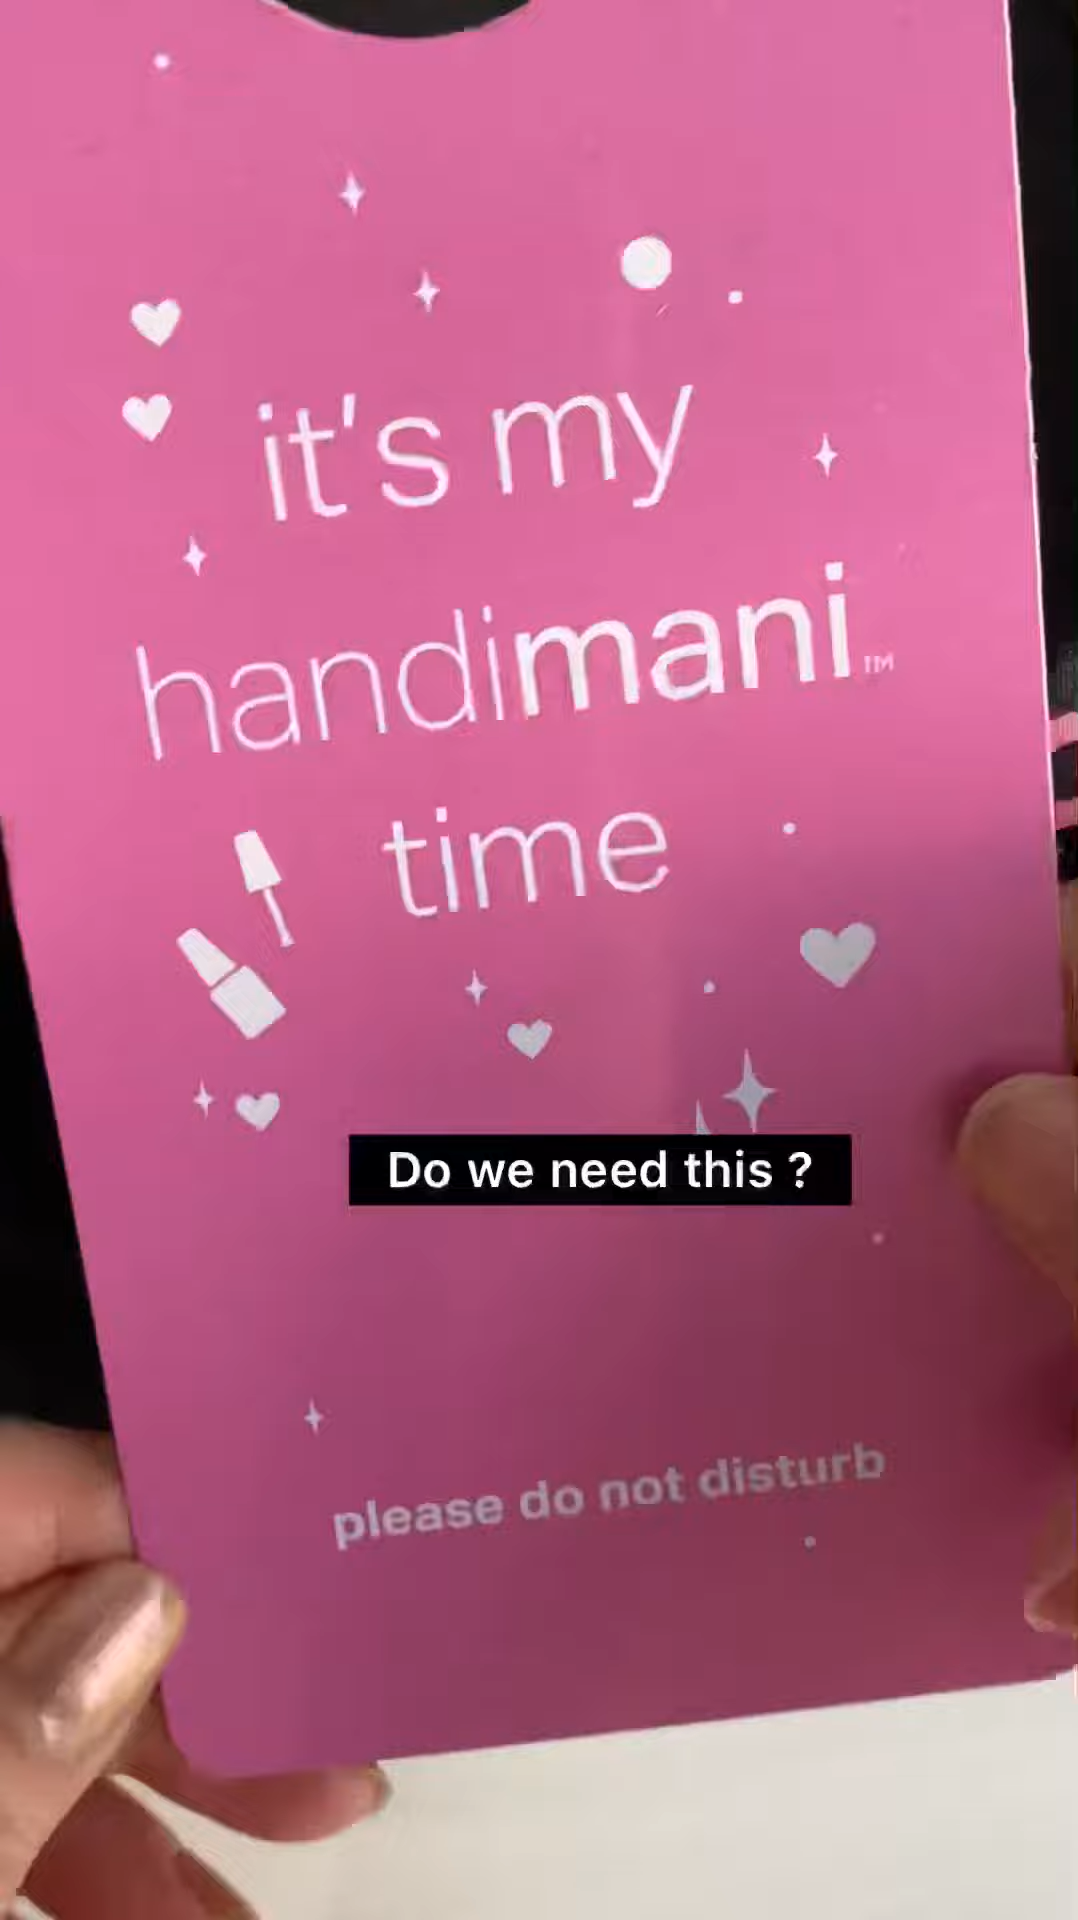 it's my
handimani™
time
Do we need this ?
please do not disturb